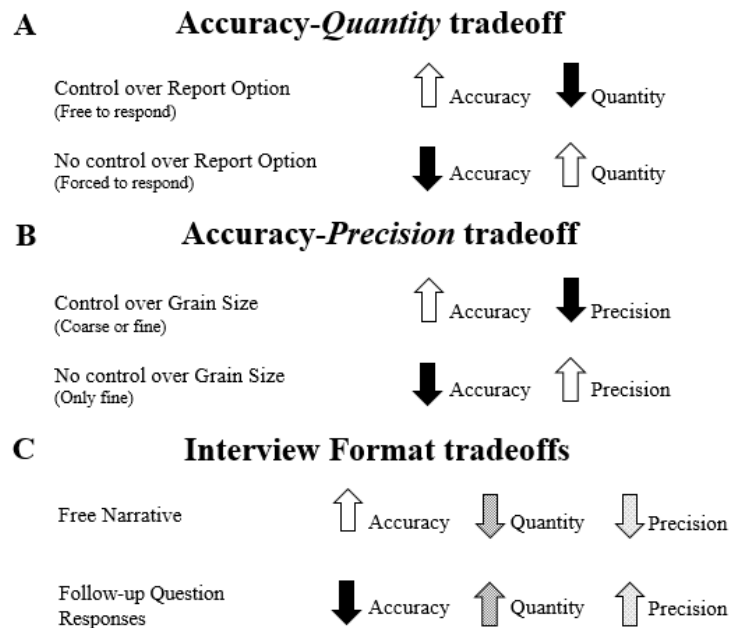 A Accuracy-Quantity tradeoff
Control over Report Option Accuracy Quantity
(Free to respond)
No control over Report Option Accuracy Quantity
(Forced to respond)
B Accuracy-Precision tradeoff
Control over Grain Size Accuracy Precision
(Coarse or fine)
No control over Grain Size Accuracy Precision
(Only fine)
C Interview Format tradeoffs
Free Narrative Accuracy Quantity Precision
Follow-up Question Accuracy Quantity Precision
Responses